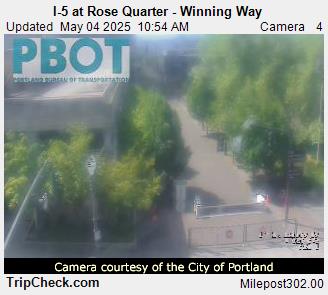 I-5 at Rose Quarter - Winning Way
Updated May 04 2025 10:54 AM Camera 4
PBOT
PORTLAND BUREAU OF TRANSPORTATION
Camera courtesy of the City of Portland
TripCheck.com Milepost302.00